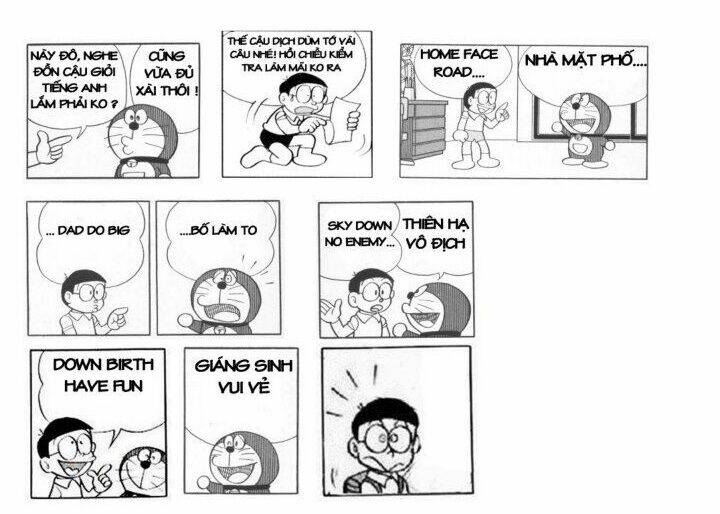 NÀY ĐÔ, NGHE
ĐỒN CẬU GIỎI
TIẾNG ANH
LẮM PHẢI KO ?
CŨNG
VỪA ĐỦ
XÀI THÔI !
THẾ CẬU DỊCH DÙM TỚ VÀI
CÂU NHÉ! HỒI CHIỀU KIỂM
TRA LÀM MÃI KO RA
HOME FACE
ROAD....
NHÀ MẶT PHỐ....
... DAD DO BIG
....BỐ LÀM TO
SKY DOWN
NO ENEMY...
THIÊN HẠ
VÔ ĐỊCH
DOWN BIRTH
HAVE FUN
GIÁNG SINH
VUI VẺ